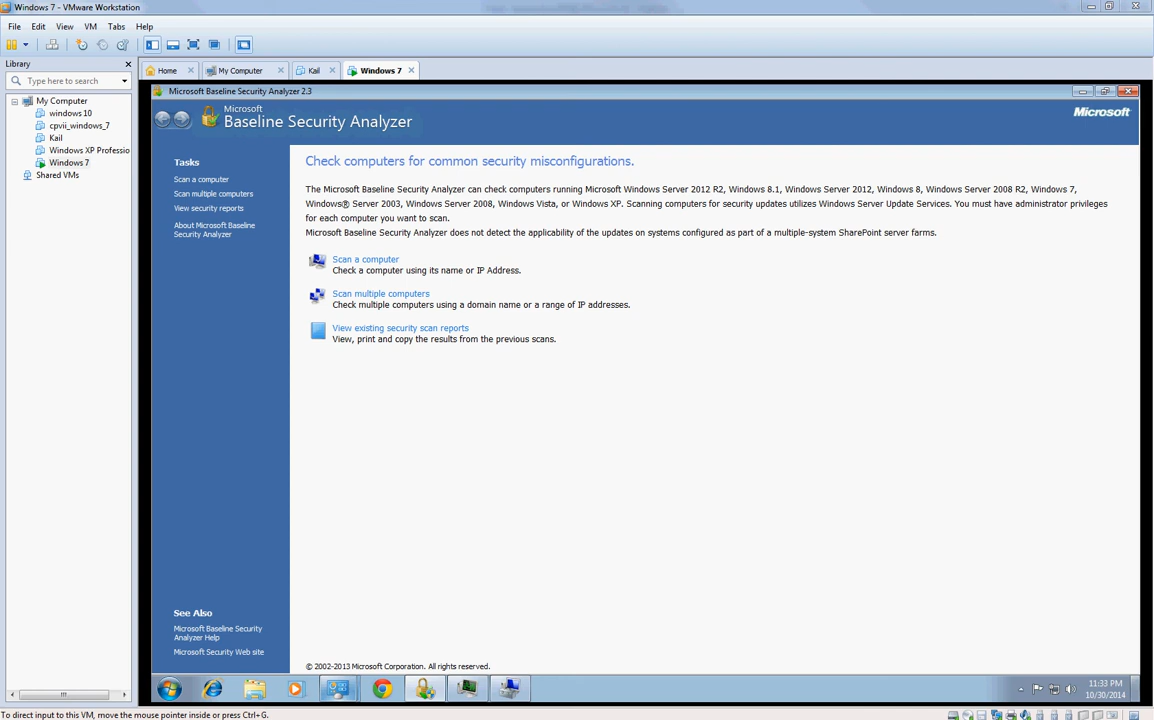 Windows 7 - VMware Workstation
File Edit View VM Tabs Help
Library
Type here to search
My Computer
windows 10
cpvii_windows_7
Kail
Windows XP Professio
Windows 7
Shared VMs
Home
My Computer
Kail
Windows 7
Microsoft Baseline Security Analyzer 2.3
Microsoft
Baseline Security Analyzer
Microsoft
Tasks
Scan a computer
Scan multiple computers
View security reports
About Microsoft Baseline
Security Analyzer
Check computers for common security misconfigurations.
The Microsoft Baseline Security Analyzer can check computers running Microsoft Windows Server 2012 R2, Windows 8.1, Windows Server 2012, Windows 8, Windows Server 2008 R2, Windows 7,
Windows® Server 2003, Windows Server 2008, Windows Vista, or Windows XP. Scanning computers for security updates utilizes Windows Server Update Services. You must have administrator privileges
for each computer you want to scan.
Microsoft Baseline Security Analyzer does not detect the applicability of the updates on systems configured as part of a multiple-system SharePoint server farms.
Scan a computer
Check a computer using its name or IP Address.
Scan multiple computers
Check multiple computers using a domain name or a range of IP addresses.
View existing security scan reports
View, print and copy the results from the previous scans.
See Also
Microsoft Baseline Security
Analyzer Help
Microsoft Security Web site
© 2002-2013 Microsoft Corporation. All rights reserved.
11:33 PM
10/30/2014
To direct input to this VM, move the mouse pointer inside or press Ctrl+G.